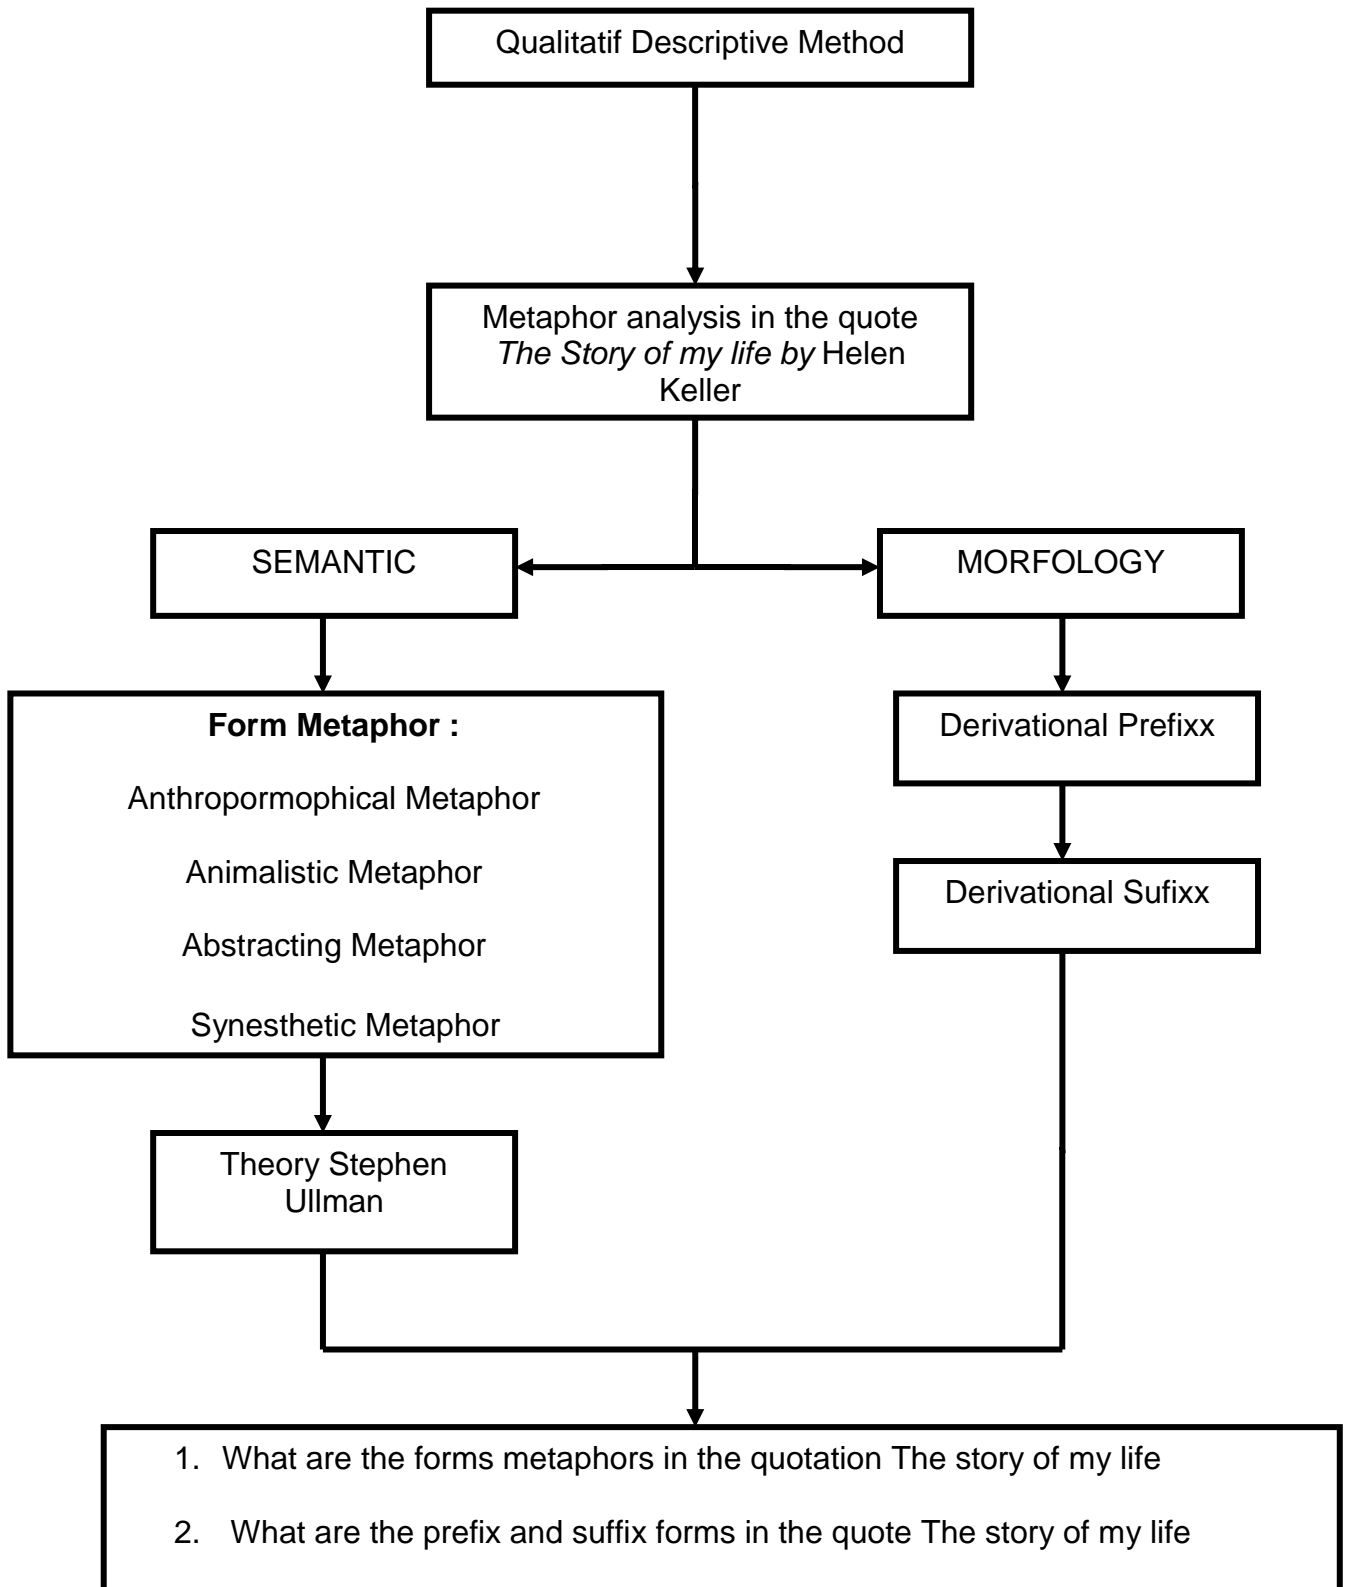 Qualitatif Descriptive Method
Metaphor analysis in the quote
The Story of my life by Helen
Keller
SEMANTIC
MORFOLOGY
Form Metaphor :
Anthropormophical Metaphor
Animalistic Metaphor
Abstracting Metaphor
Synesthetic Metaphor
Derivational Prefixx
Derivational Sufixx
Theory Stephen
Ullman
1. What are the forms metaphors in the quotation The story of my life
2. What are the prefix and suffix forms in the quote The story of my life